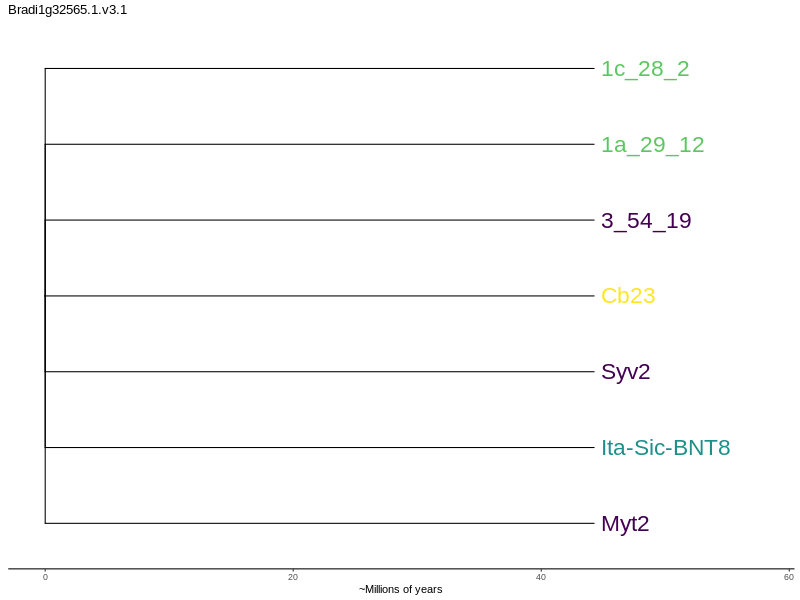 Bradi1g32565.1.v3.1
1c_28_2
1a_29_12
3_54_19
Cb23
Syv2
Ita-Sic-BNT8
Myt2
0 20 40 60
~Millions of years